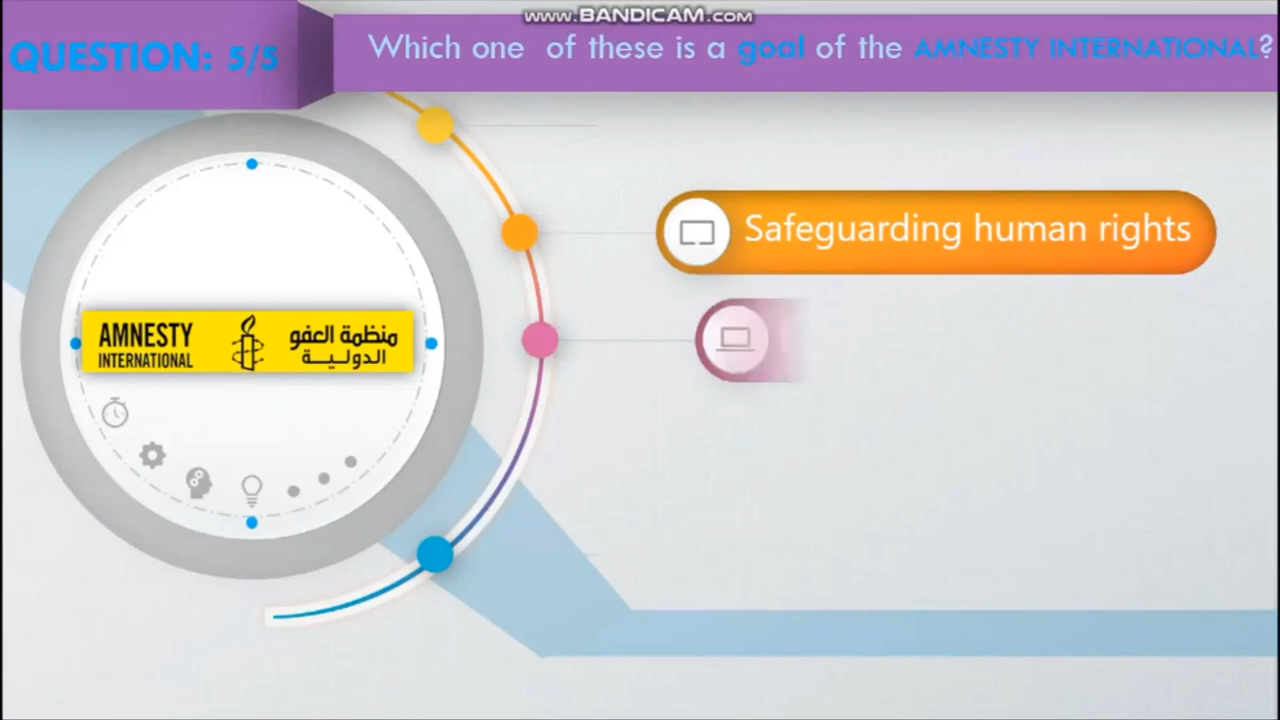 www.BANDICAM.com
QUESTION: 5/5
Which one of these is a goal of the AMNESTY INTERNATIONAL?
Safeguarding human rights
AMNESTY
INTERNATIONAL
منظمة العفو
الدوليـــة